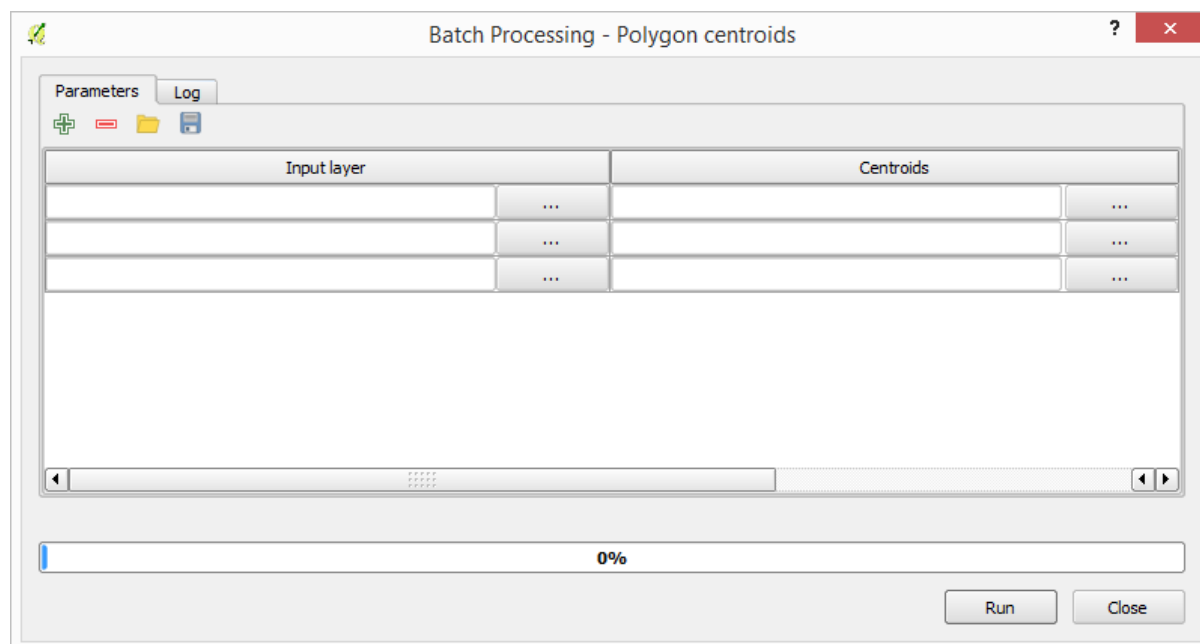 Batch Processing - Polygon centroids ?
Parameters Log
Input layer Centroids
... ...
... ...
... ...
0%
Run Close